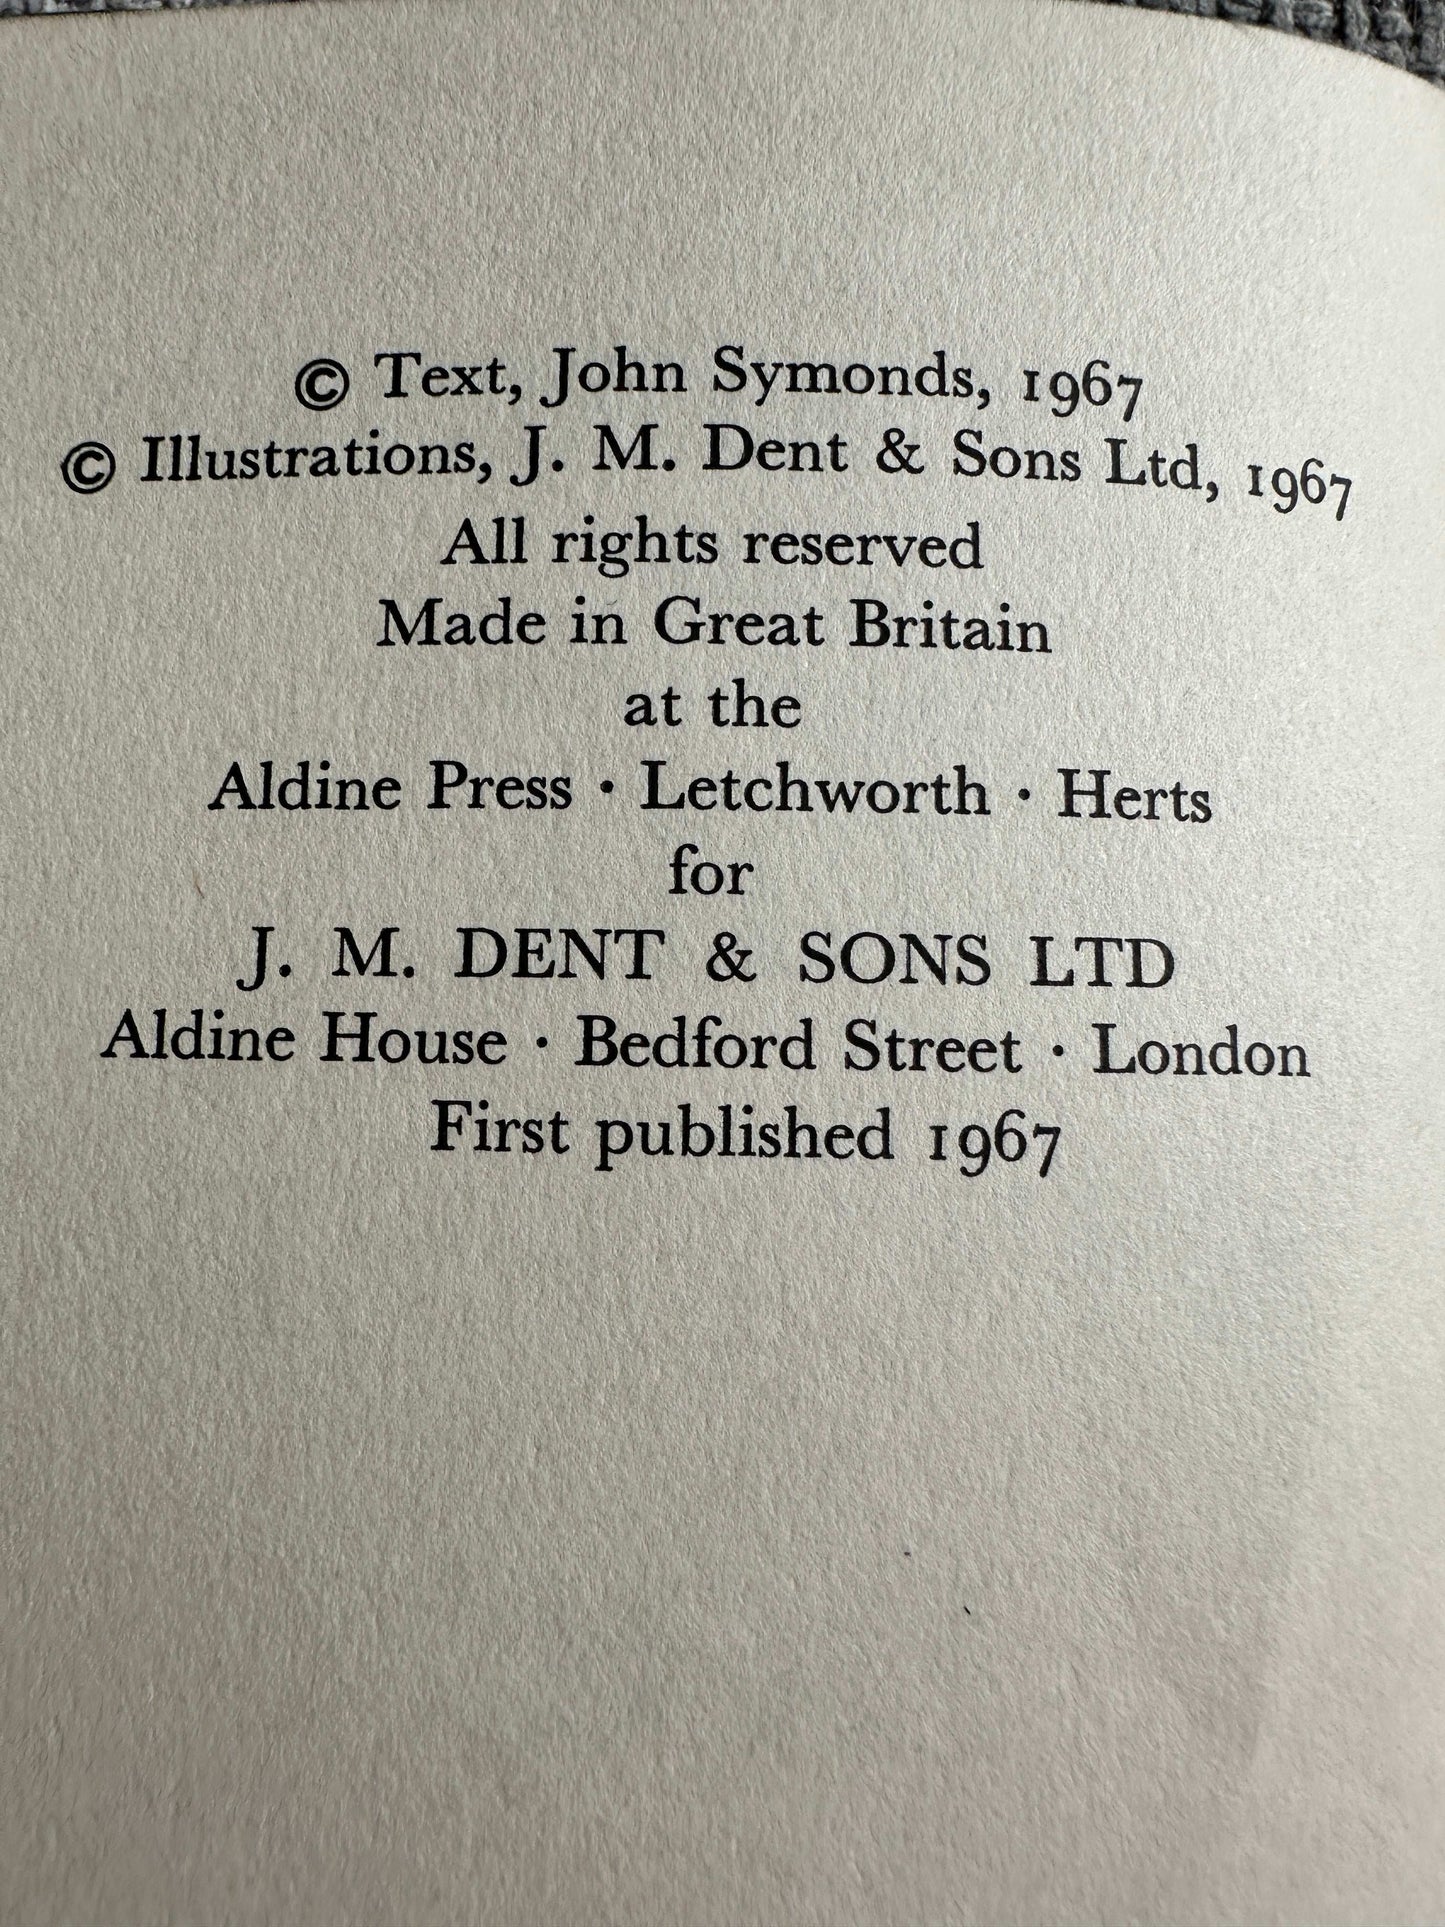 © Text, John Symonds, 1967
© Illustrations, J. M. Dent & Sons Ltd, 1967
All rights reserved
Made in Great Britain
at the
Aldine Press · Letchworth · Herts
for
J. M. DENT & SONS LTD
Aldine House · Bedford Street · London
First published 1967